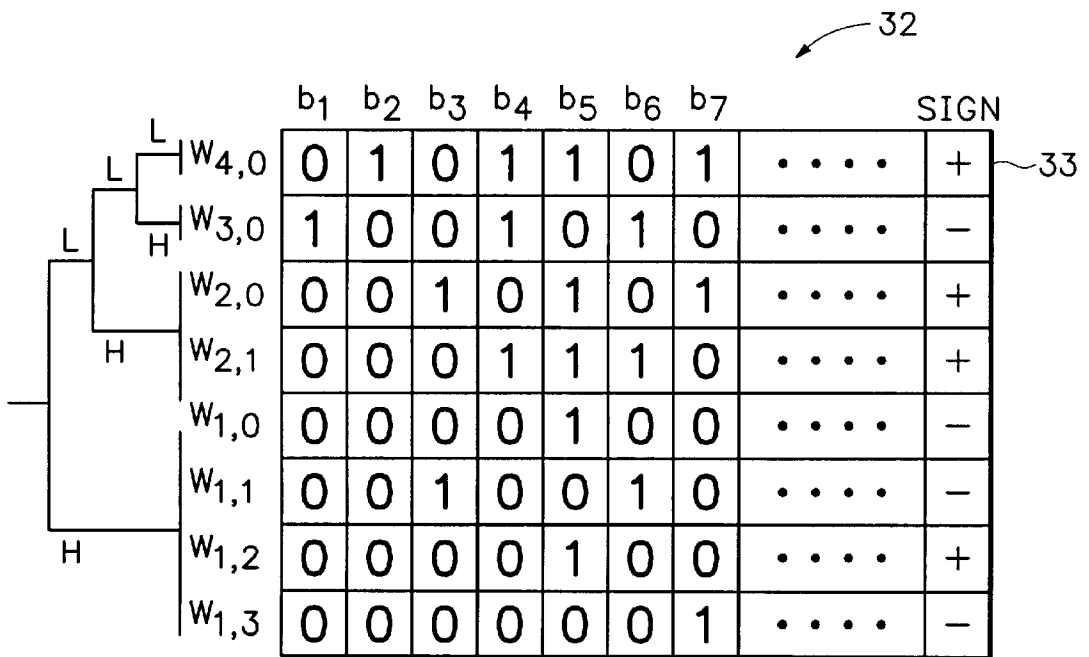 32
b1 b2 b3 b4 b5 b6 b7 SIGN
L W4,0 0 1 0 1 1 0 1 • • • • + 33
L
H W3,0 1 0 0 1 0 1 0 • • • • -
L
W2,0 0 0 1 0 1 0 1 • • • • +
H W2,1 0 0 0 1 1 1 0 • • • • +
W1,0 0 0 0 0 1 0 0 • • • • -
W1,1 0 0 1 0 0 1 0 • • • • -
H W1,2 0 0 0 0 1 0 0 • • • • +
W1,3 0 0 0 0 0 0 1 • • • • -